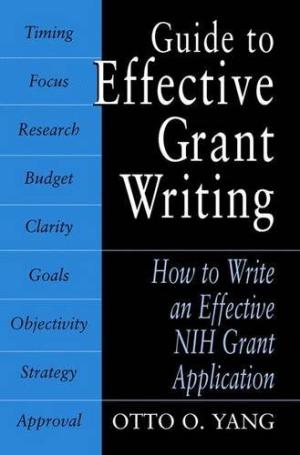 Timing
Focus
Research
Budget
Clarity
Goals
Objectivity
Strategy
Approval
Guide to
Effective
Grant
Writing
How to Write
an Effective
NIH Grant
Application
OTTO O. YANG